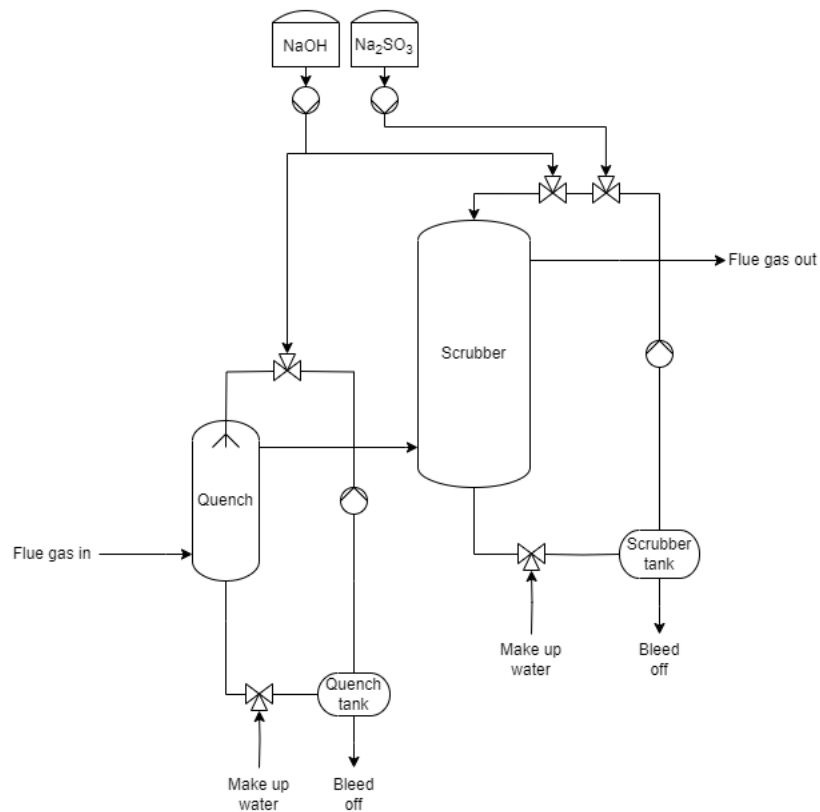 NaOH
Na₂SO₃
Flue gas out
Scrubber
Quench
Flue gas in
Scrubber
tank
Make up
water
Bleed
off
Quench
tank
Make up
water
Bleed
off